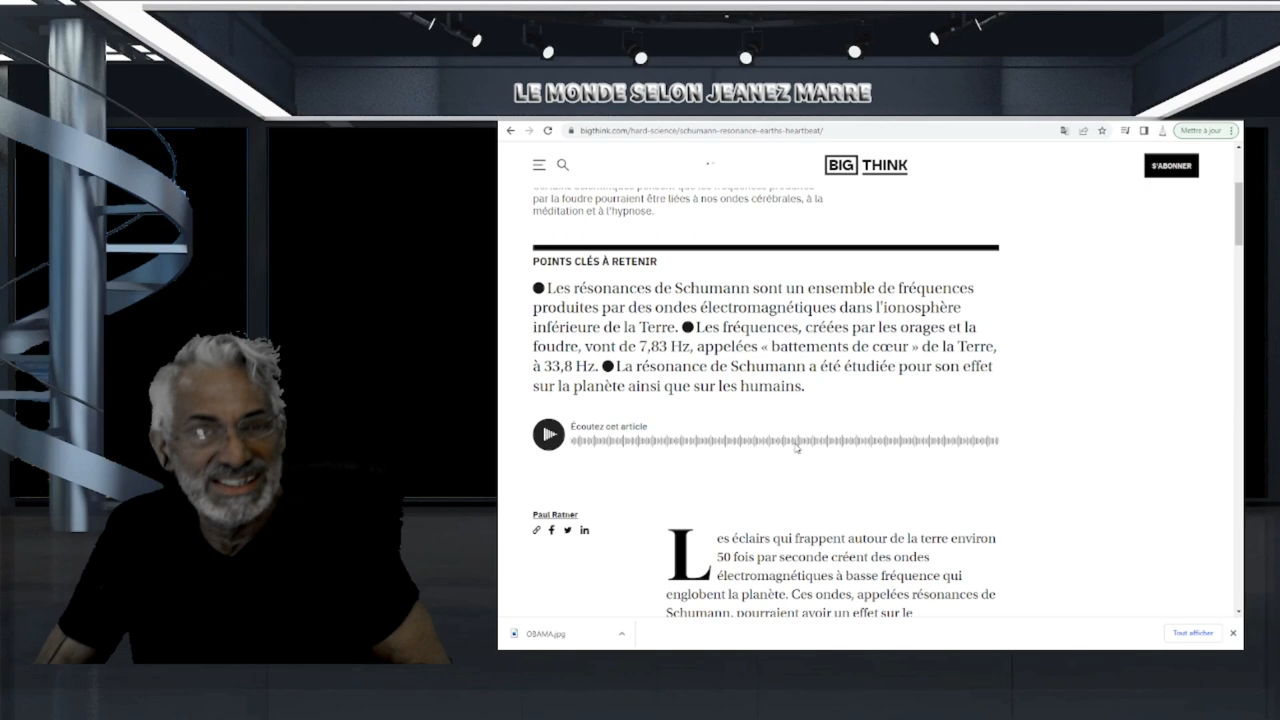 LE MONDE SELON JEANEZ MARRE
bigthink.com/hard-science/schumann-resonance-earths-heartbeat/
Mettre à jour
BIG THINK
S'ABONNER
Certains scientifiques pensent que les fréquences produites
par la foudre pourraient être liées à nos ondes cérébrales, à la
méditation et à l'hypnose.
POINTS CLÉS À RETENIR
●Les résonances de Schumann sont un ensemble de fréquences
produites par des ondes électromagnétiques dans l'ionosphère
inférieure de la Terre. ●Les fréquences, créées par les orages et la
foudre, vont de 7,83 Hz, appelées « battements de cœur » de la Terre,
à 33,8 Hz. ●La résonance de Schumann a été étudiée pour son effet
sur la planète ainsi que sur les humains.
Écoutez cet article
Paul Ratner
Les éclairs qui frappent autour de la terre environ
50 fois par seconde créent des ondes
électromagnétiques à basse fréquence qui
englobent la planète. Ces ondes, appelées résonances de
Schumann, pourraient avoir un effet sur le
OBAMA.jpg
Tout afficher